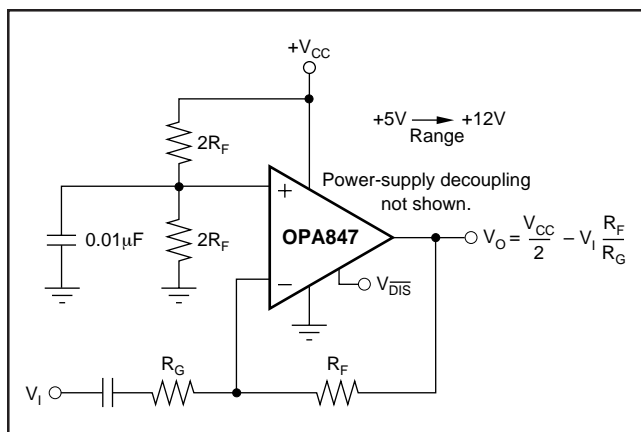 +V_CC
+5V → +12V
Range
2R_F
Power-supply decoupling
not shown.
+
OPA847
0.01µF
2R_F
V_O = V_CC/2 − V_I R_F/R_G
−
V_D̅I̅S̅
R_G
R_F
V_I